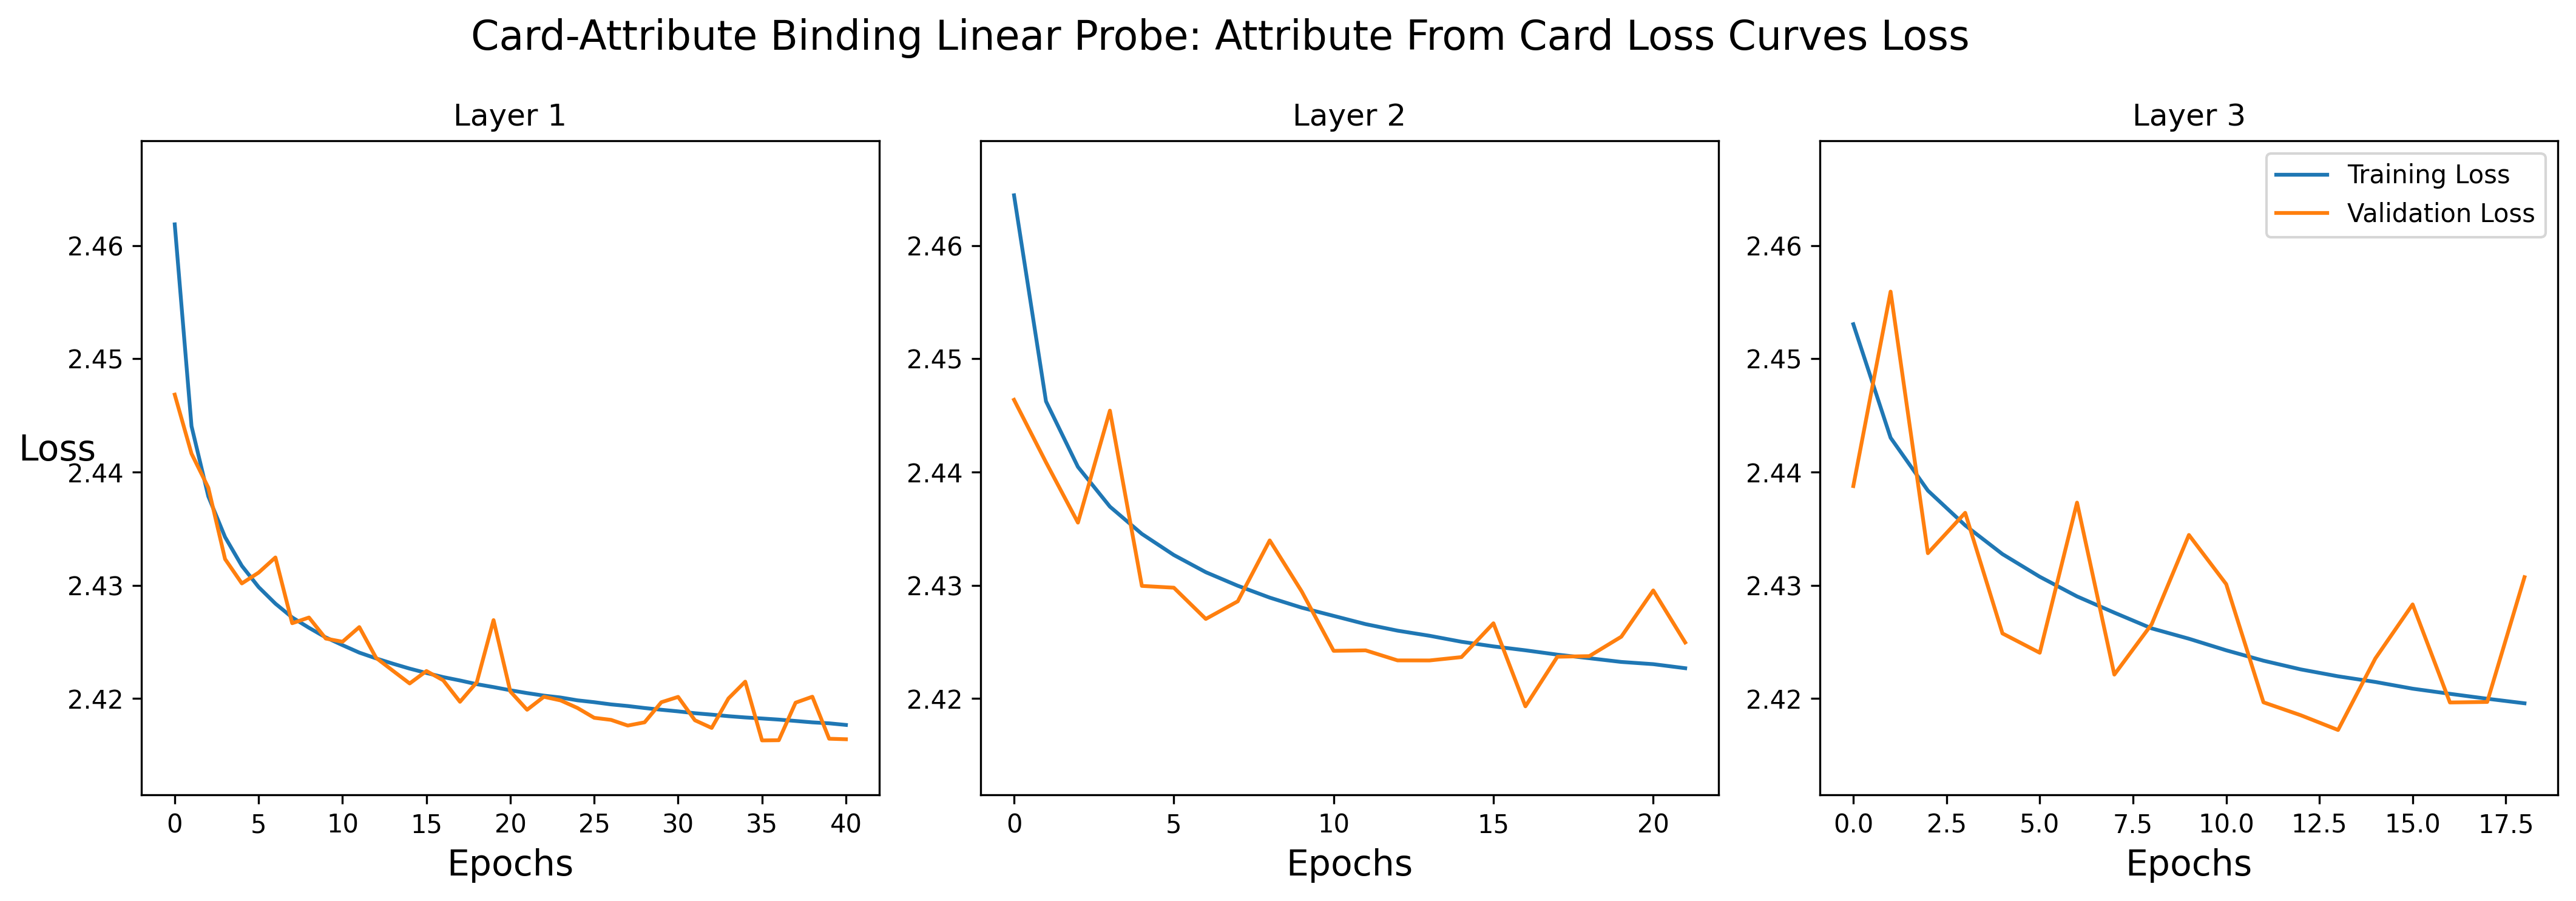 Card-Attribute Binding Linear Probe: Attribute From Card Loss Curves Loss
Layer 1
Layer 2
Layer 3
Training Loss
Validation Loss
Loss
2.46
2.45
2.44
2.43
2.42
2.46
2.45
2.44
2.43
2.42
2.46
2.45
2.44
2.43
2.42
0 5 10 15 20 25 30 35 40
0 5 10 15 20
0.0 2.5 5.0 7.5 10.0 12.5 15.0 17.5
Epochs
Epochs
Epochs